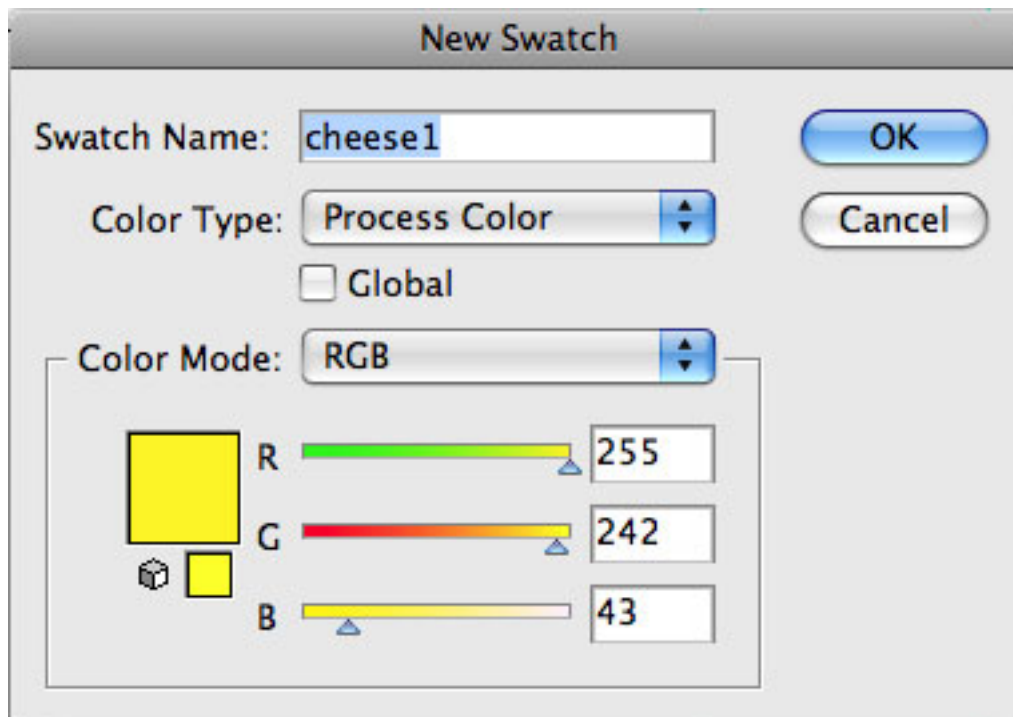 New Swatch
Swatch Name: cheese1 OK
Color Type: Process Color Cancel
Global
Color Mode: RGB
R 255
G 242
B 43